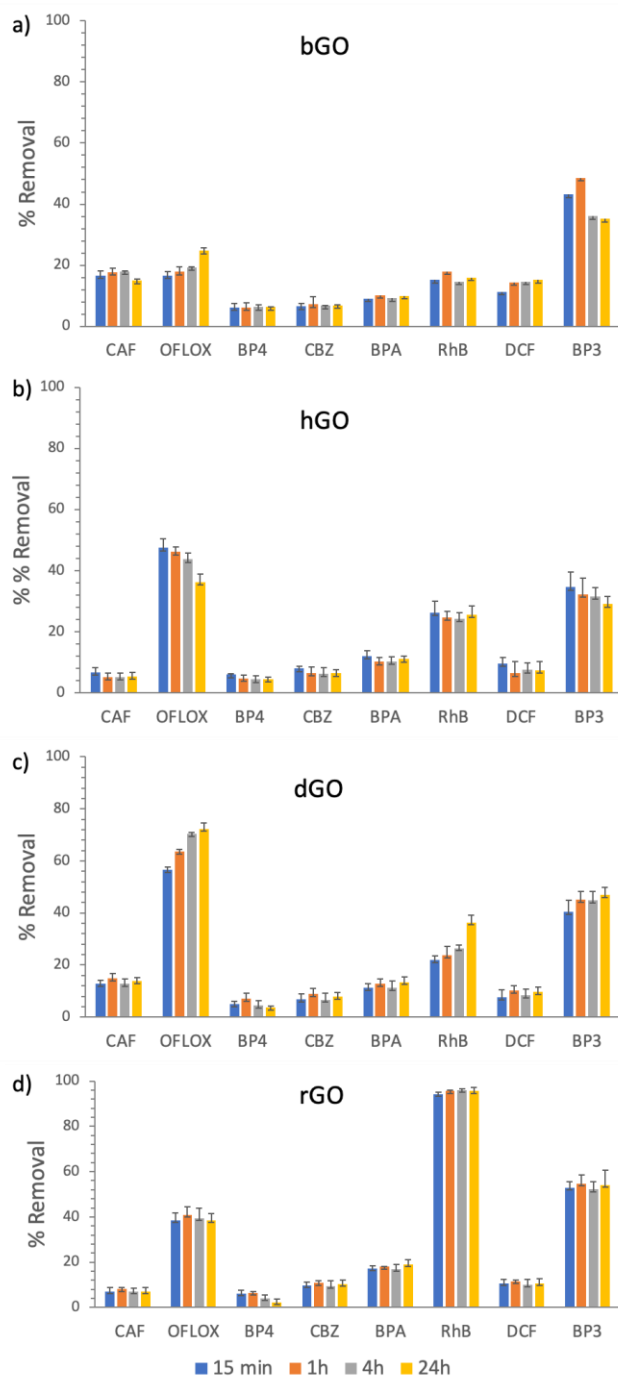 a)
bGO
% Removal
100
80
60
40
20
0
CAF OFLOX BP4 CBZ BPA RhB DCF BP3
b)
hGO
% % Removal
100
80
60
40
20
0
CAF OFLOX BP4 CBZ BPA RhB DCF BP3
c)
dGO
% Removal
100
80
60
40
20
0
CAF OFLOX BP4 CBZ BPA RhB DCF BP3
d)
rGO
% Removal
100
80
60
40
20
0
CAF OFLOX BP4 CBZ BPA RhB DCF BP3
15 min 1h 4h 24h